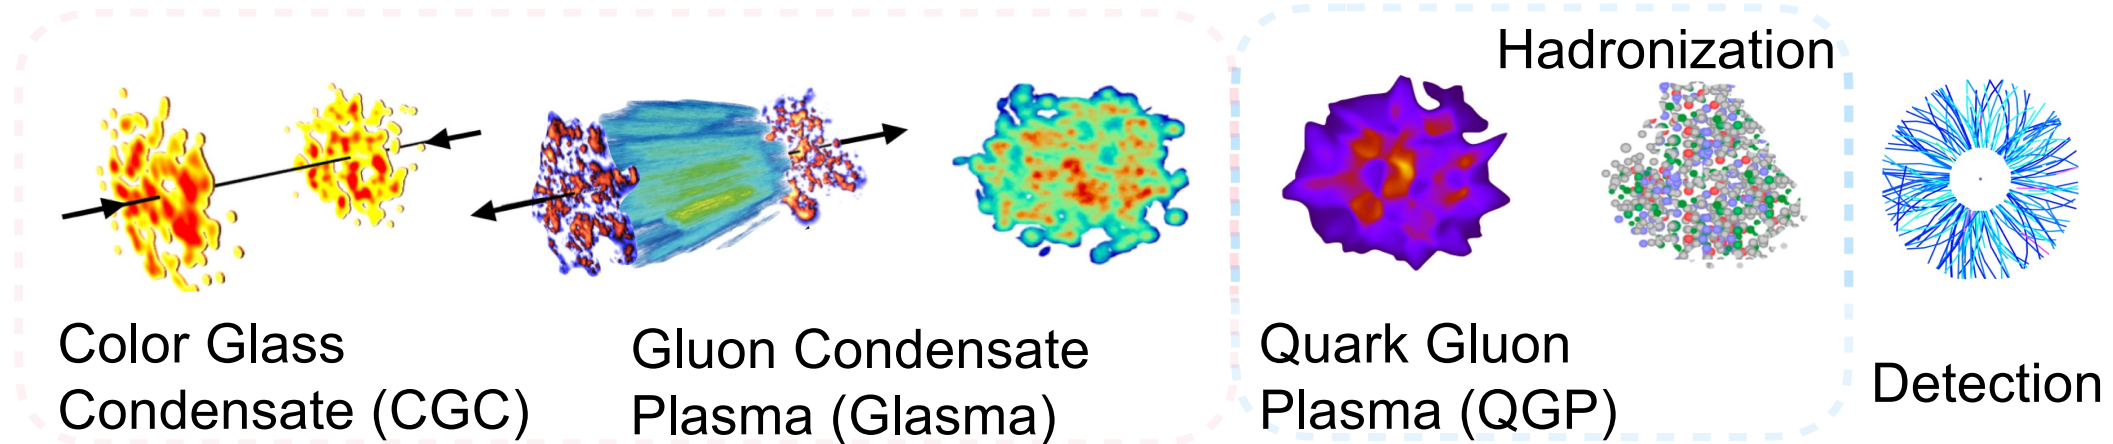 Hadronization
Color Glass
Condensate (CGC)
Gluon Condensate
Plasma (Glasma)
Quark Gluon
Plasma (QGP)
Detection